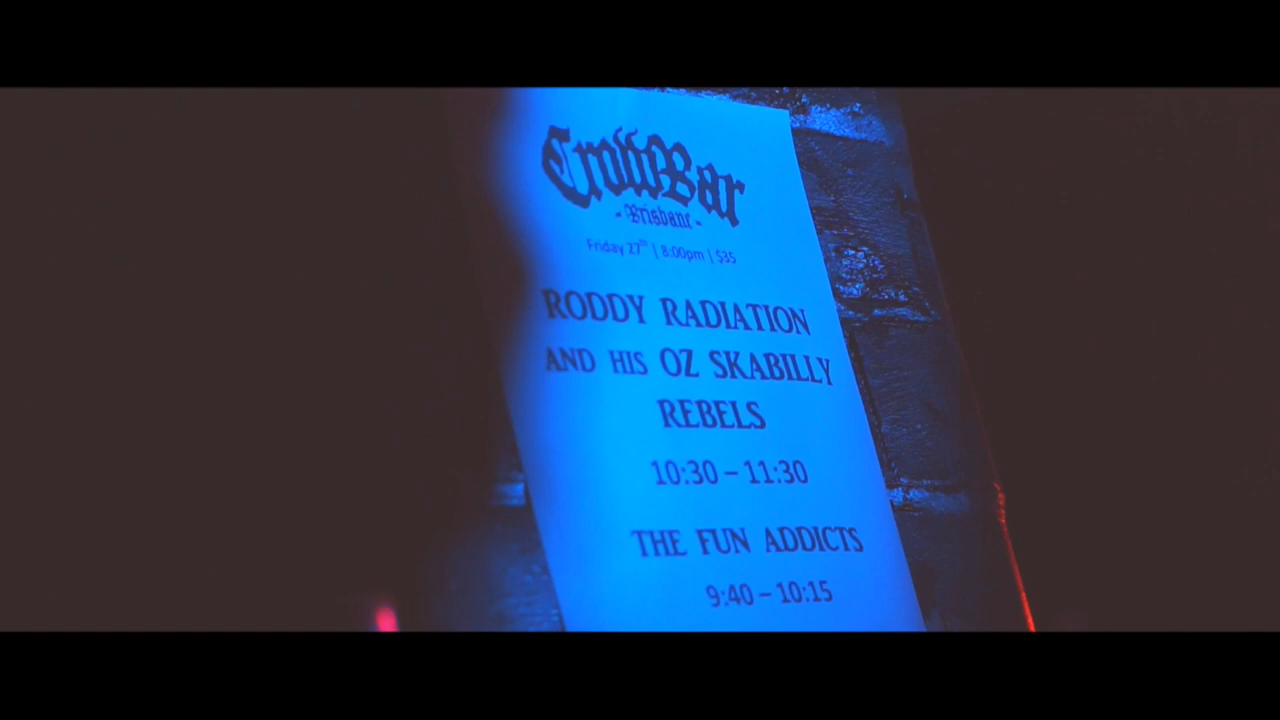 CrowBar
- Brisbane -
Friday 27th | 8:00pm | $35
RODDY RADIATION
AND HIS OZ SKABILLY
REBELS
10:30 – 11:30
THE FUN ADDICTS
9:40 – 10:15